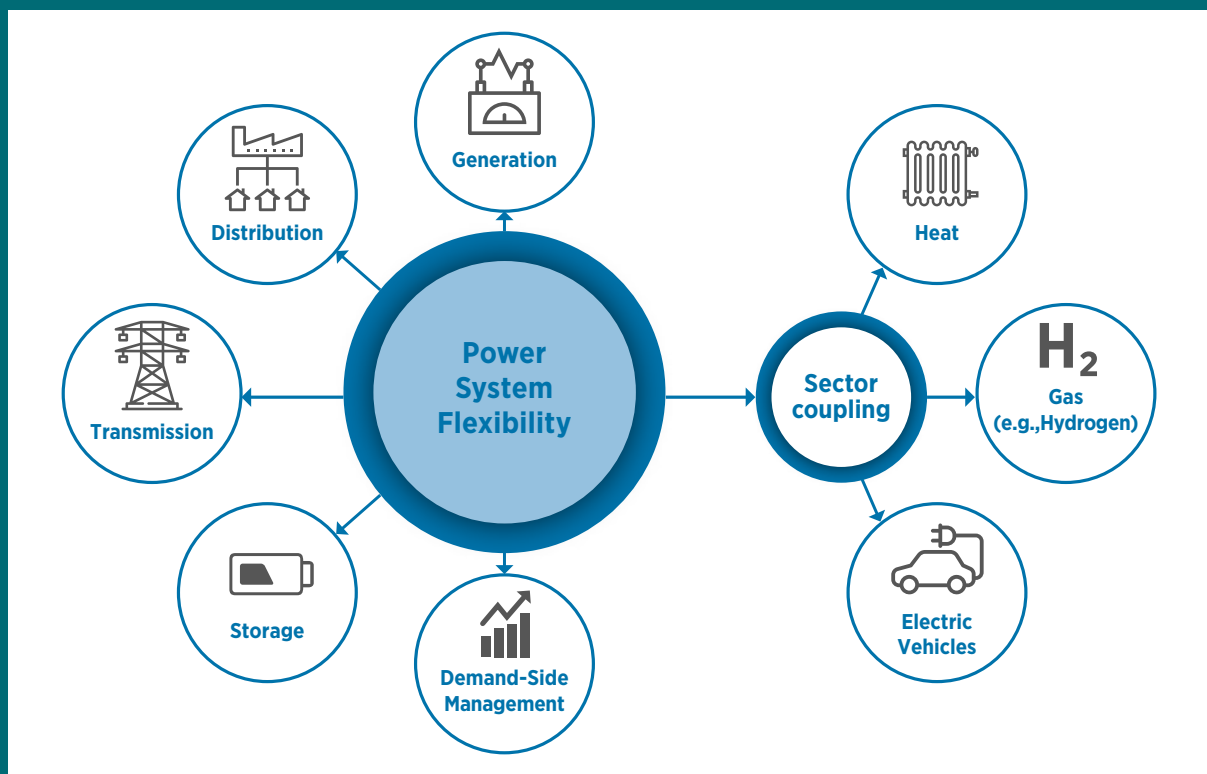 Generation
Distribution
Transmission
Storage
Demand-Side
Management
Power
System
Flexibility
Sector
coupling
Heat
H2
Gas
(e.g.,Hydrogen)
Electric
Vehicles